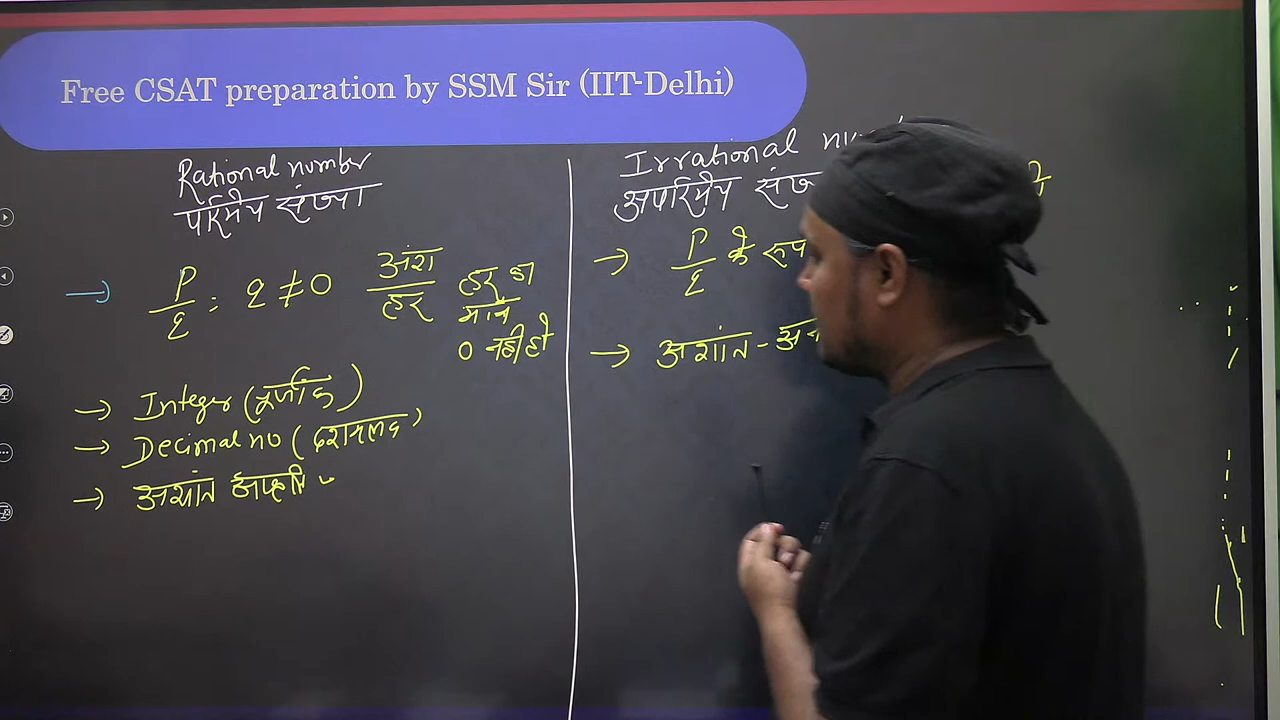 Free CSAT preparation by SSM Sir (IIT-Delhi)
Rational number
परिमेय संख्या
→ P/q : q ≠ 0 अंश/हर हर का मान 0 नहीं हो
→ Integer (पूर्णांक)
→ Decimal no (दशमलव)
→ अशांत
Irrational nu
अपरिमेय संख्
→ P/q के रूप
→ अशांत -